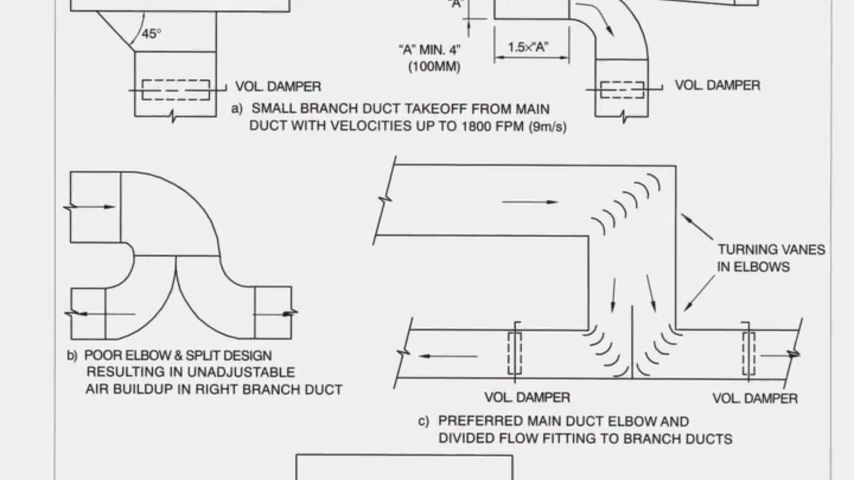 "A"
45°
"A" MIN. 4" 1.5×"A"
(100MM)
VOL. DAMPER
VOL. DAMPER
a) SMALL BRANCH DUCT TAKEOFF FROM MAIN
DUCT WITH VELOCITIES UP TO 1800 FPM (9m/s)
TURNING VANES
IN ELBOWS
b) POOR ELBOW & SPLIT DESIGN
RESULTING IN UNADJUSTABLE
AIR BUILDUP IN RIGHT BRANCH DUCT
VOL. DAMPER
VOL. DAMPER
c) PREFERRED MAIN DUCT ELBOW AND
DIVIDED FLOW FITTING TO BRANCH DUCTS